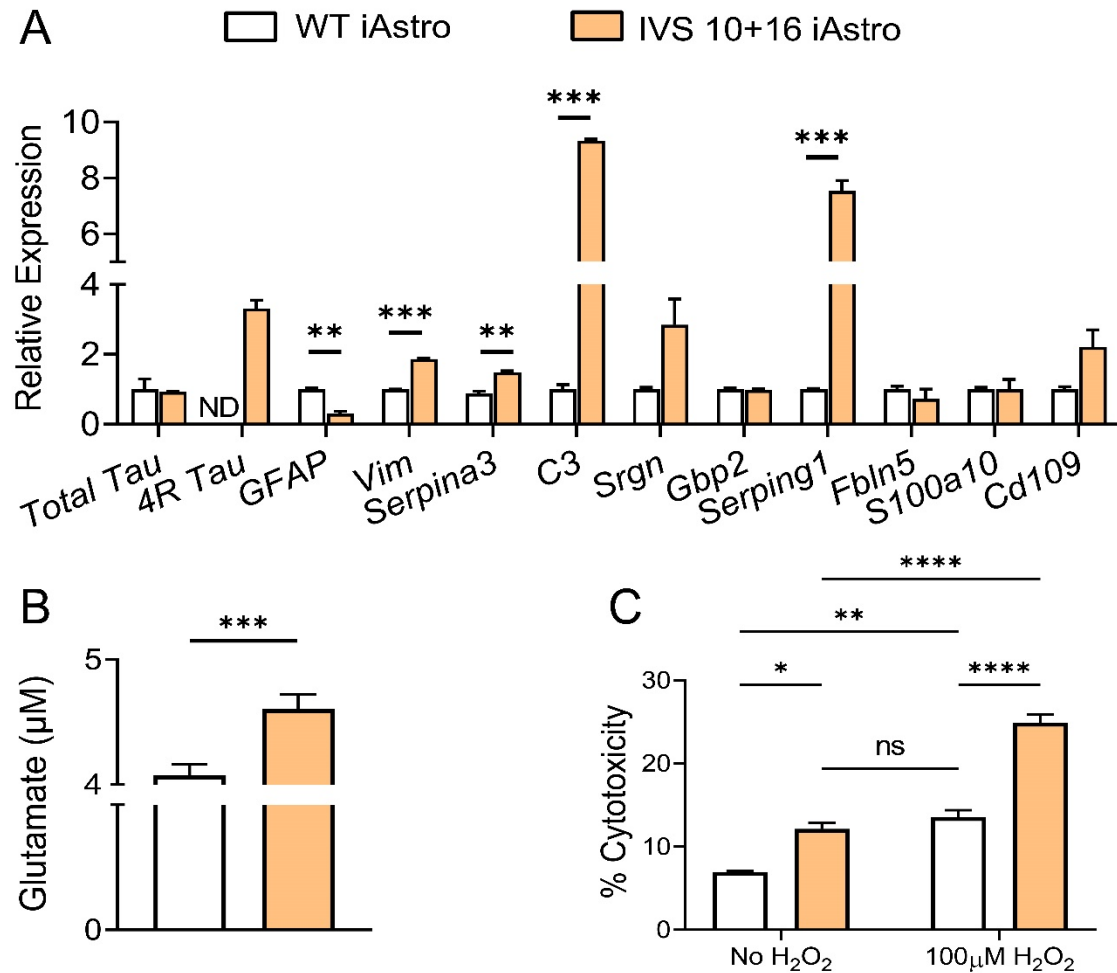 A
WT iAstro
IVS 10+16 iAstro
Relative Expression
10
8
6
4
2
0
***
***
**
***
**
ND
Total Tau
4R Tau
GFAP
Vim
Serpina3
C3
Srgn
Gbp2
Serping1
Fbln5
S100a10
Cd109
B
***
Glutamate (μM)
5
4
0
C
****
**
*
****
ns
% Cytotoxicity
30
20
10
0
No H₂O₂
100μM H₂O₂